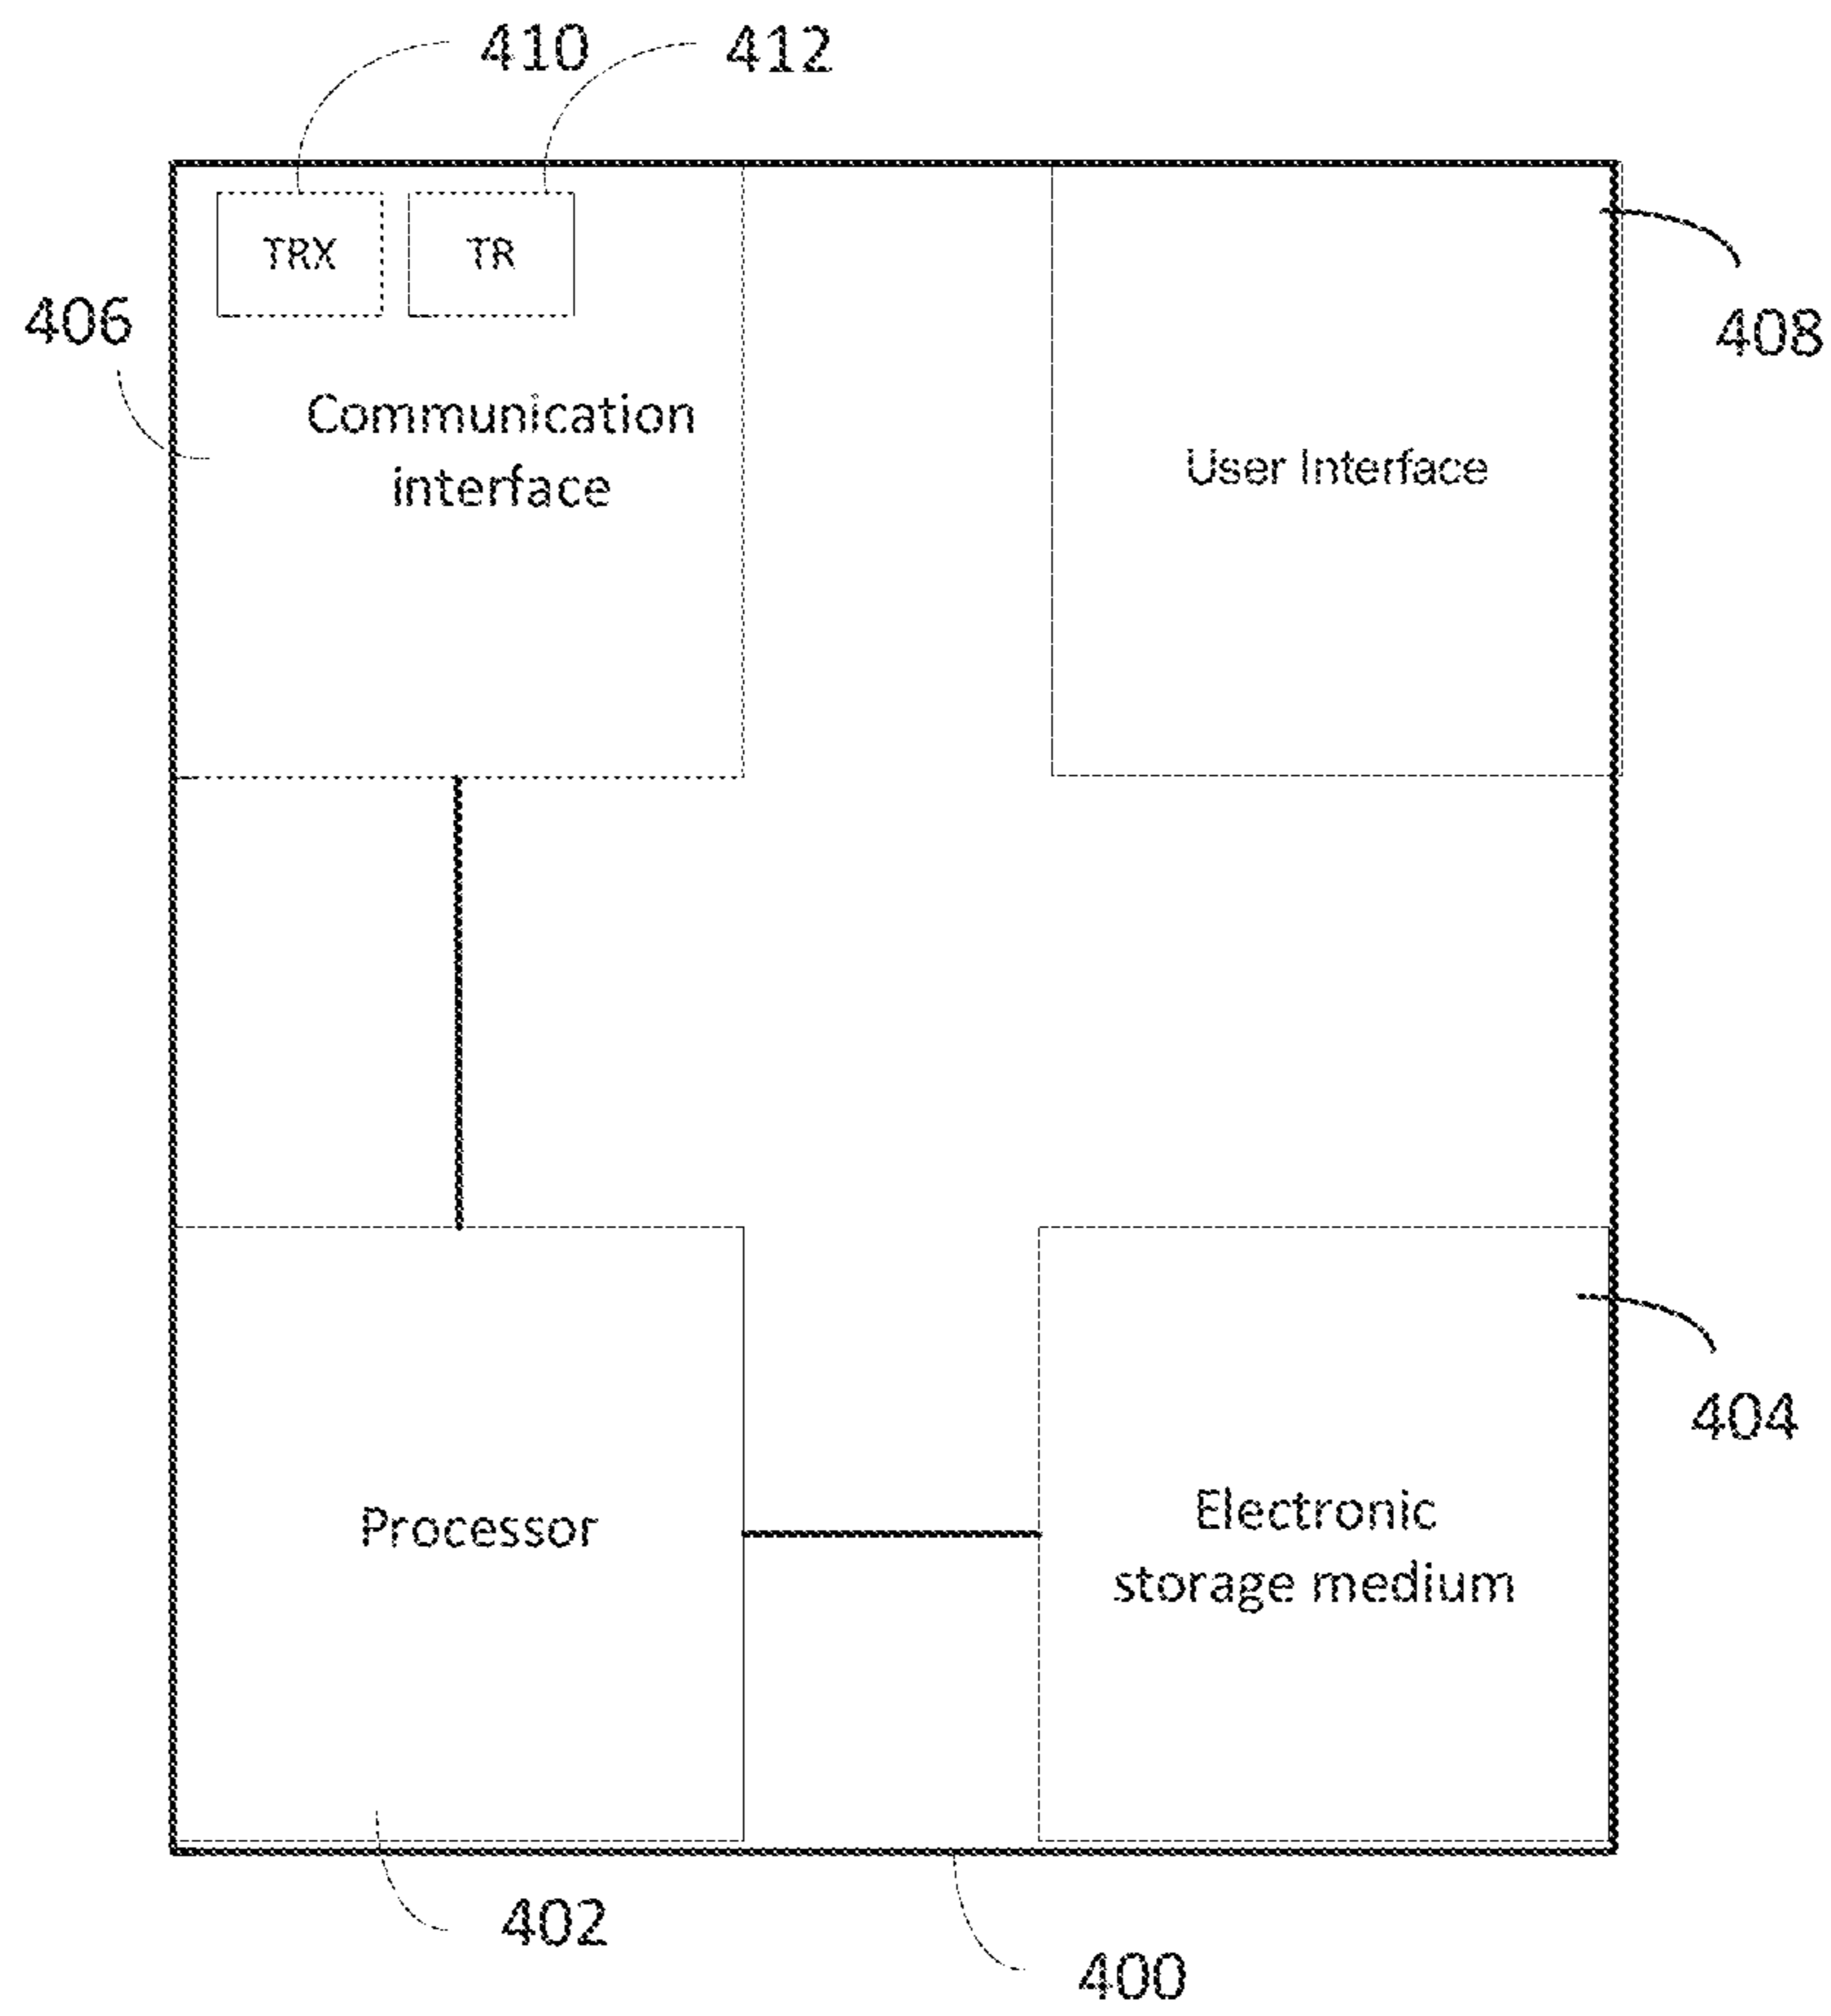 410 412
TRX TR
406
408
Communication
interface
User Interface
404
Processor
Electronic
storage medium
402
400